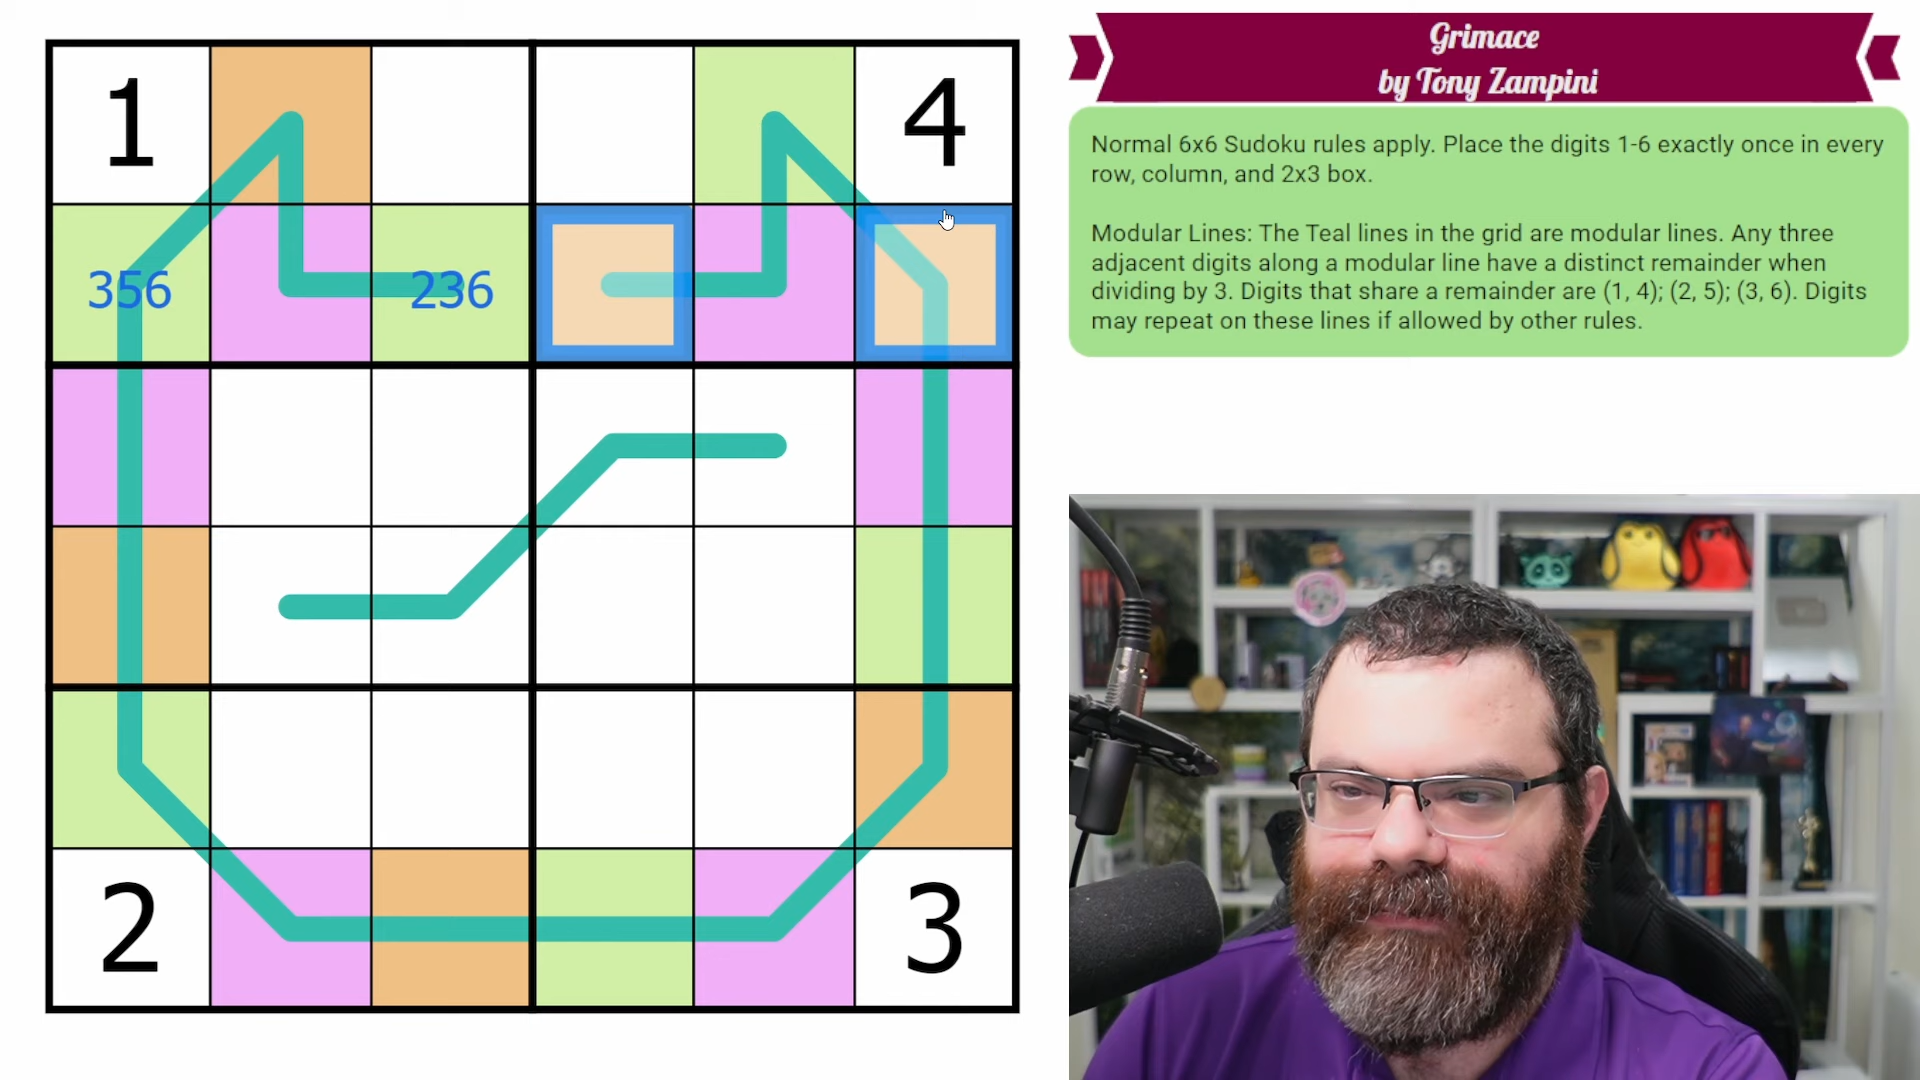 Grimace
by Tony Zampini
Normal 6x6 Sudoku rules apply. Place the digits 1-6 exactly once in every
row, column, and 2x3 box.
Modular Lines: The Teal lines in the grid are modular lines. Any three
adjacent digits along a modular line have a distinct remainder when
dividing by 3. Digits that share a remainder are (1, 4); (2, 5); (3, 6). Digits
may repeat on these lines if allowed by other rules.
1 4
356 236
2 3